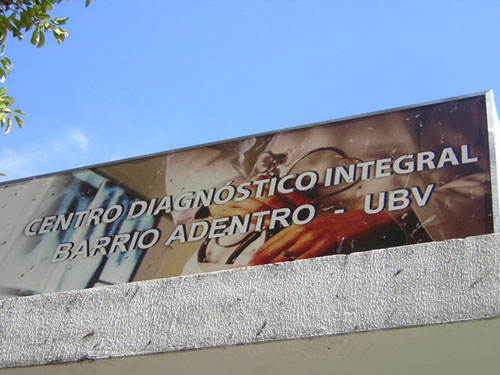 CENTRO DIAGNÓSTICO INTEGRAL
BARRIO ADENTRO - UBV